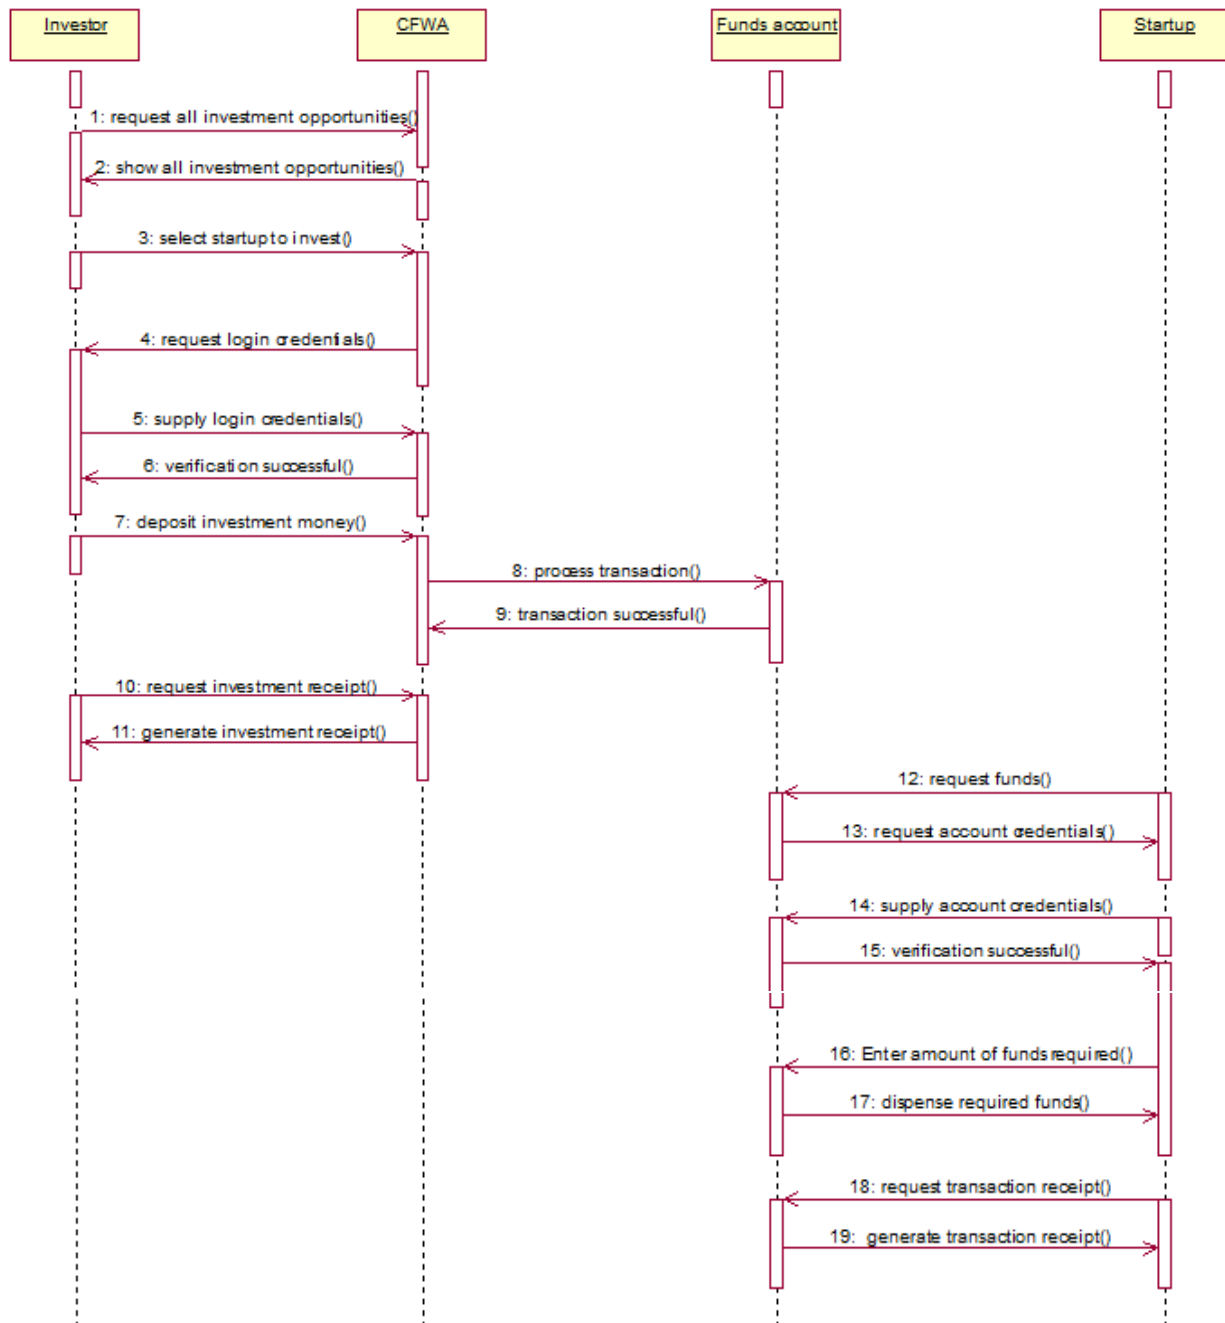 Investor
CFWA
Funds account
Startup
1: request all investment opportunities()
2: show all investment opportunities()
3: select startup to invest()
4: request login credentials()
5: supply login credentials()
6: verification successful()
7: deposit investment money()
8: process transaction()
9: transaction successful()
10: request investment receipt()
11: generate investment receipt()
12: request funds()
13: request account credentials()
14: supply account credentials()
15: verification successful()
16: Enter amount of funds required()
17: dispense required funds()
18: request transaction receipt()
19: generate transaction receipt()